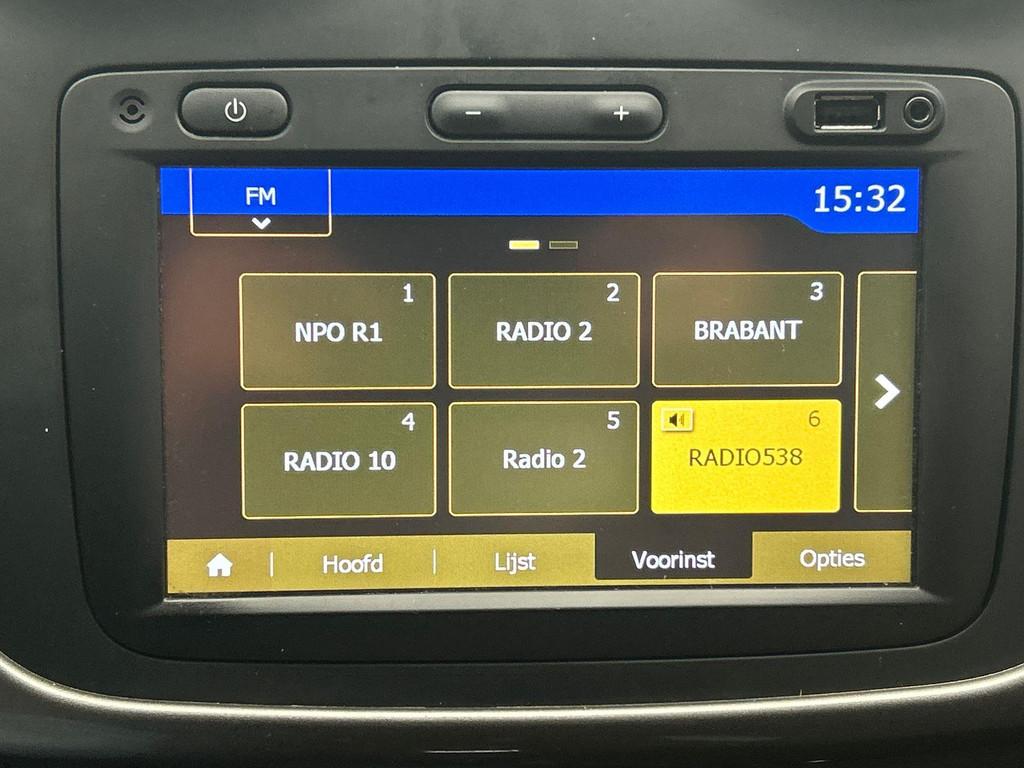 FM
15:32
1
NPO R1
2
RADIO 2
3
BRABANT
4
RADIO 10
5
Radio 2
6
RADIO538
Hoofd
Lijst
Voorinst
Opties